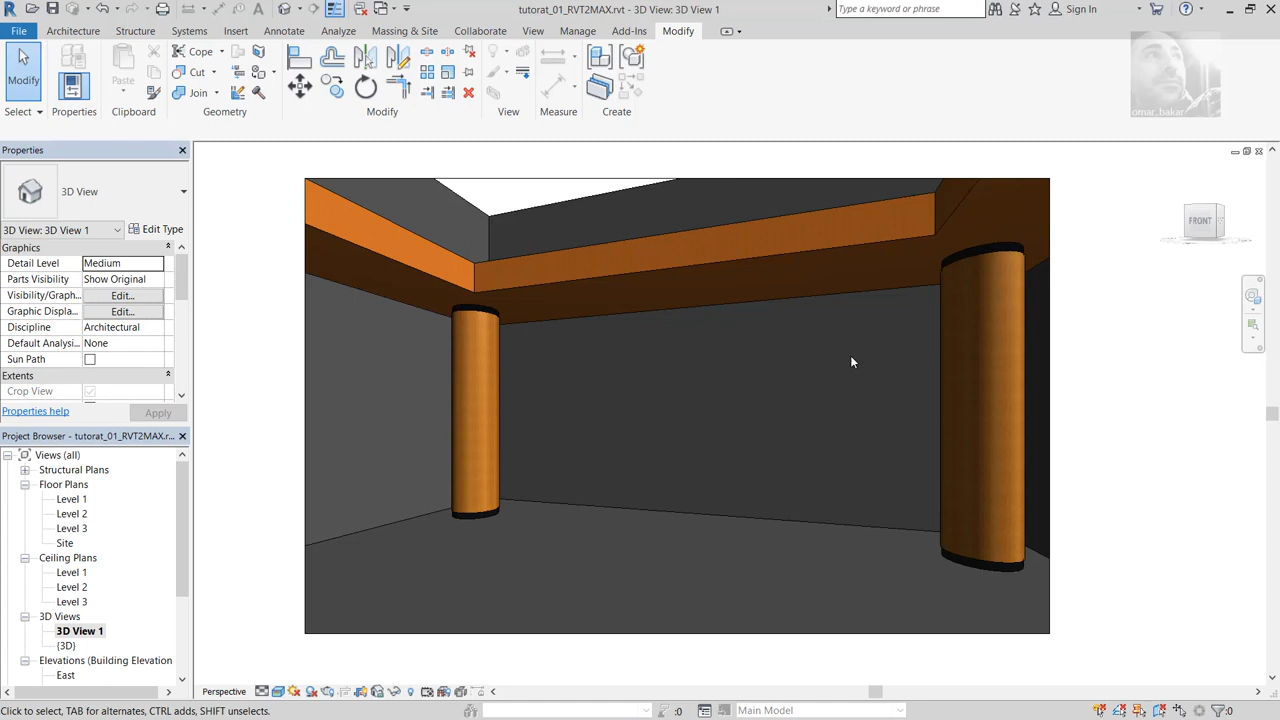 tutorat_01_RVT2MAX.rvt - 3D View: 3D View 1
Type a keyword or phrase
Sign In
File Architecture Structure Systems Insert Annotate Analyze Massing & Site Collaborate View Manage Add-Ins Modify
Modify
Paste
Cope
Cut
Join
Select Properties Clipboard Geometry Modify View Measure Create
omar_bakar
Properties
3D View
3D View: 3D View 1
Edit Type
Graphics
Detail Level Medium
Parts Visibility Show Original
Visibility/Graph... Edit...
Graphic Displa... Edit...
Discipline Architectural
Default Analysi... None
Sun Path
Extents
Crop View
Properties help
Apply
Project Browser - tutorat_01_RVT2MAX.r...
Views (all)
Structural Plans
Floor Plans
Level 1
Level 2
Level 3
Site
Ceiling Plans
Level 1
Level 2
Level 3
3D Views
3D View 1
{3D}
Elevations (Building Elevation
East
FRONT
Perspective
Click to select, TAB for alternates, CTRL adds, SHIFT unselects.
:0
Main Model
:0